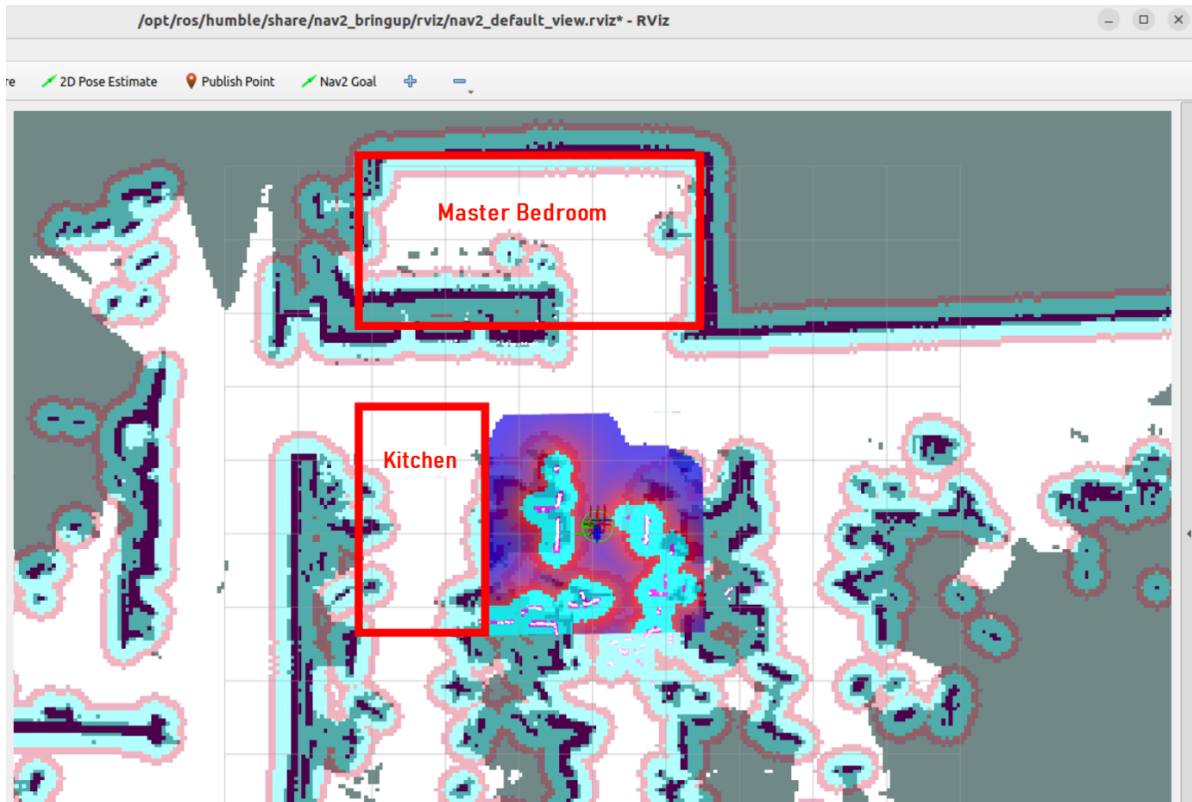 /opt/ros/humble/share/nav2_bringup/rviz/nav2_default_view.rviz* - RViz
re 2D Pose Estimate Publish Point Nav2 Goal
Master Bedroom
Kitchen